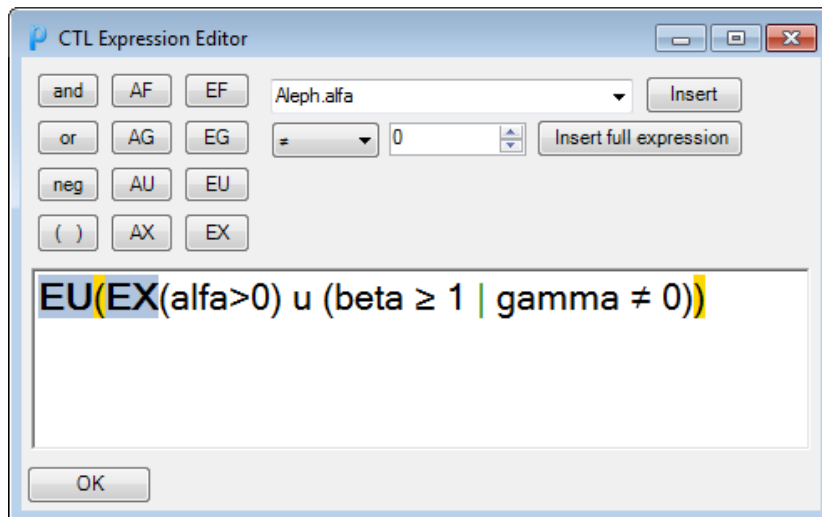 CTL Expression Editor
and AF EF Aleph.alfa Insert
or AG EG ≠ 0 Insert full expression
neg AU EU
( ) AX EX
EU(EX(alfa>0) u (beta ≥ 1 | gamma ≠ 0))
OK